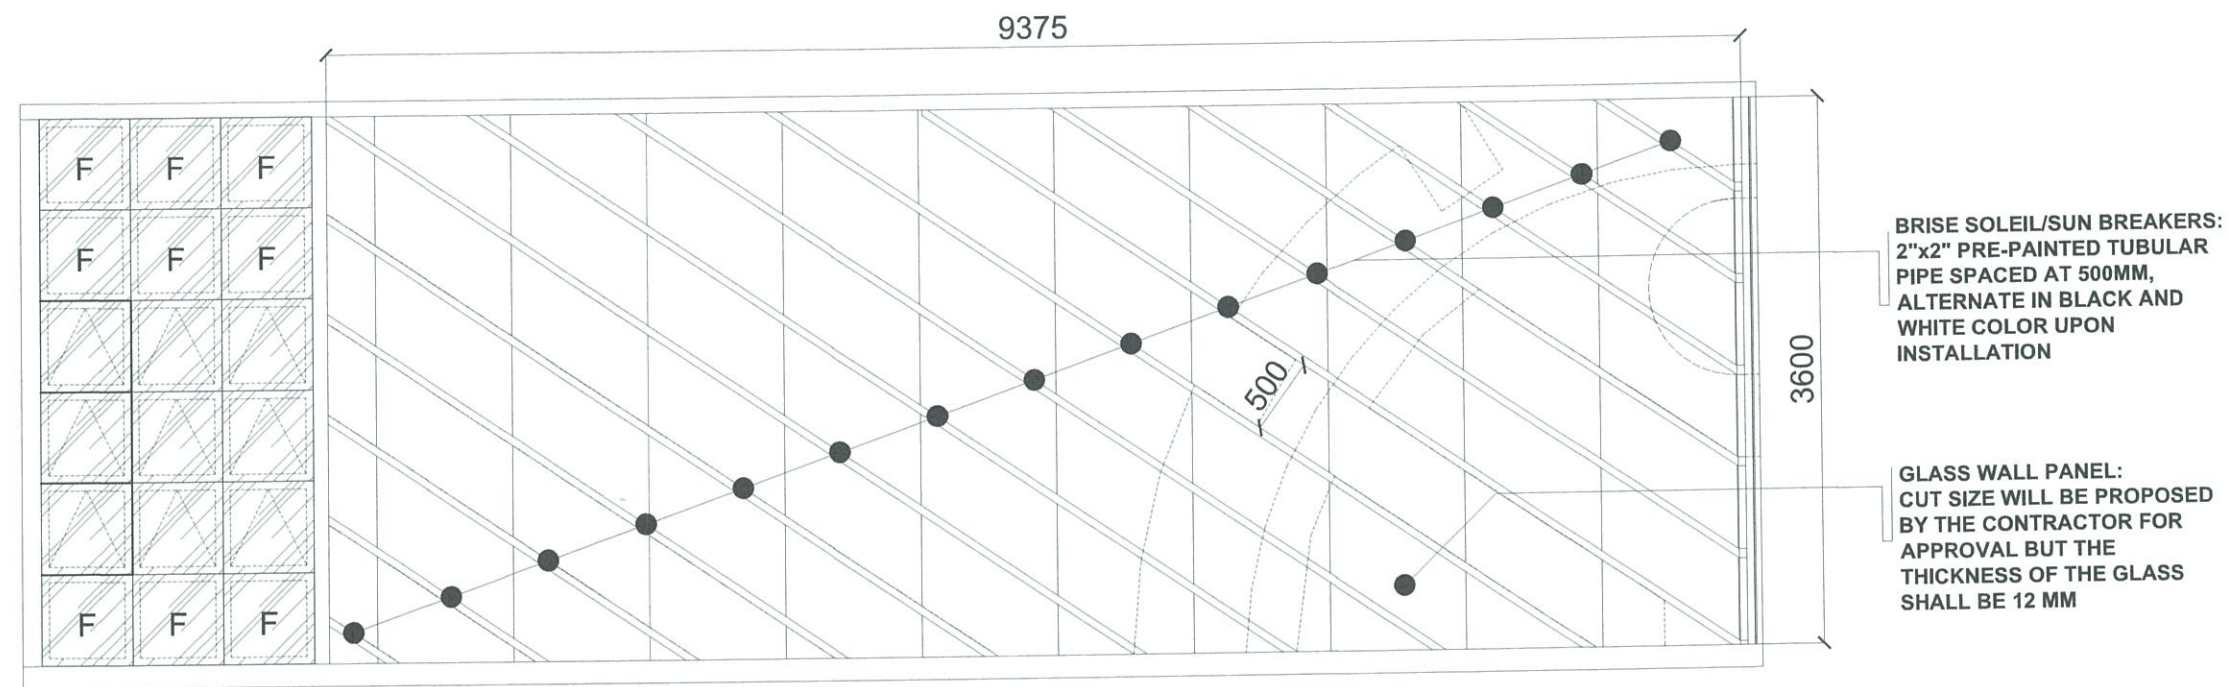 9375
F F F
F F F
F F F
500
3600
BRISE SOLEIL/SUN BREAKERS:
2"x2" PRE-PAINTED TUBULAR
PIPE SPACED AT 500MM,
ALTERNATE IN BLACK AND
WHITE COLOR UPON
INSTALLATION
GLASS WALL PANEL:
CUT SIZE WILL BE PROPOSED
BY THE CONTRACTOR FOR
APPROVAL BUT THE
THICKNESS OF THE GLASS
SHALL BE 12 MM